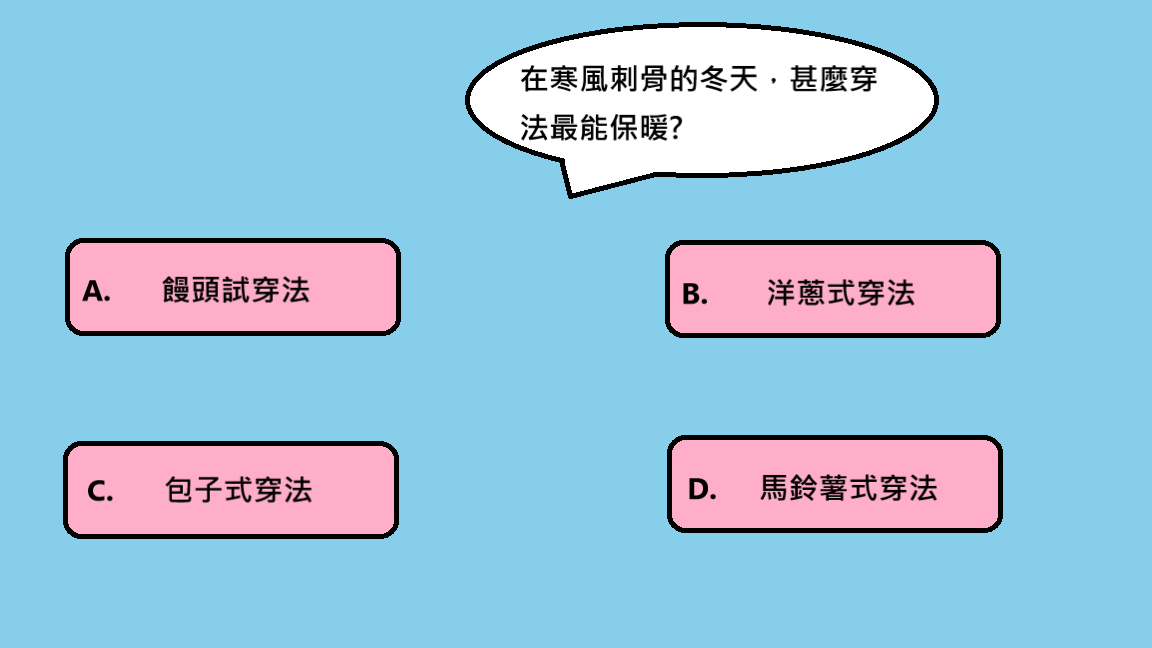 在寒風刺骨的冬天，甚麼穿
法最能保暖?
A. 饅頭試穿法
B. 洋蔥式穿法
C. 包子式穿法
D. 馬鈴薯式穿法